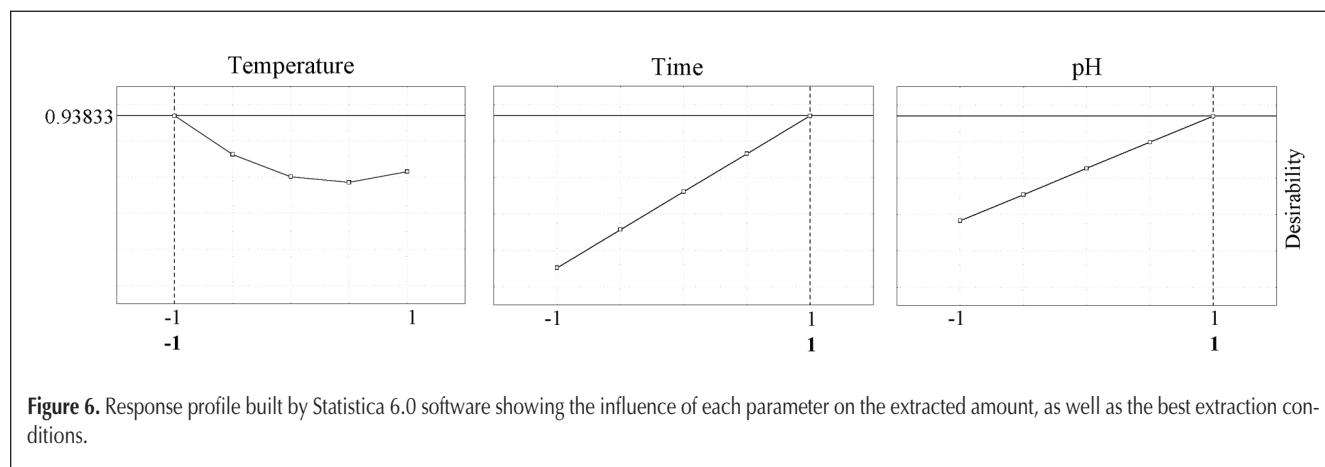 Temperature
Time
pH
0.93833
Desirability
-1 1
-1
-1 1
1
-1 1
1
Figure 6. Response profile built by Statistica 6.0 software showing the influence of each parameter on the extracted amount, as well as the best extraction con-
ditions.